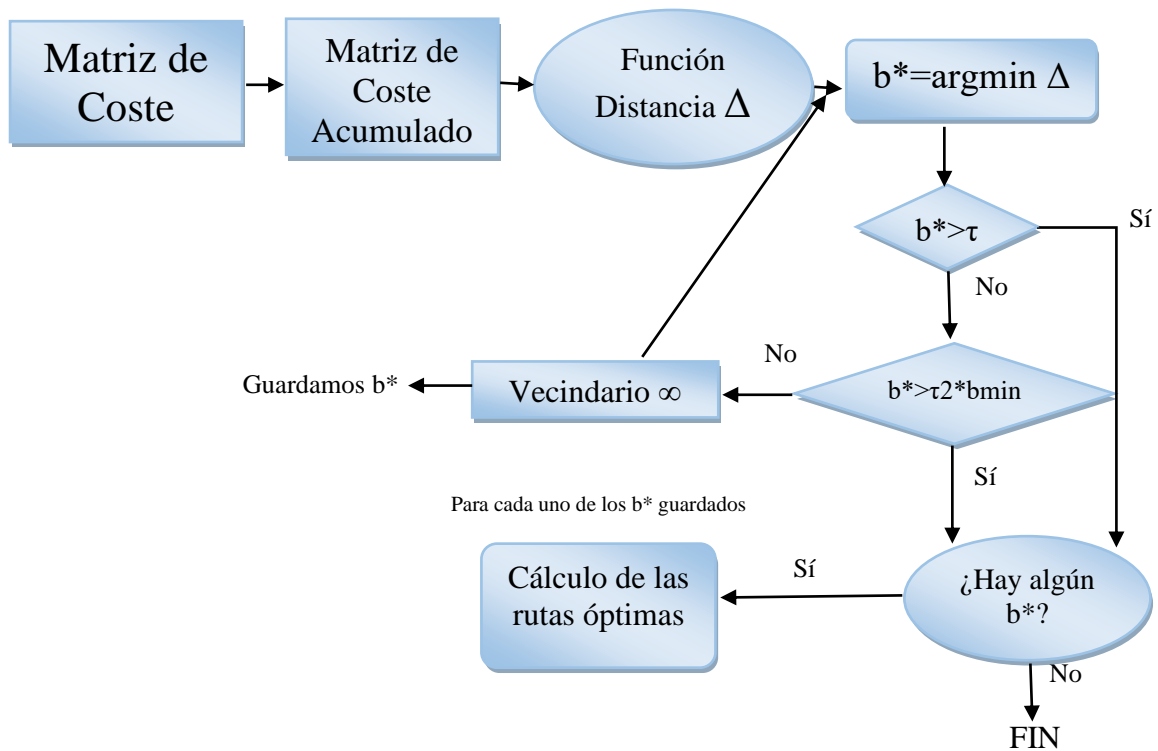 Matriz de
Coste
Matriz de
Coste
Acumulado
Función
Distancia Δ
b*=argmin Δ
b*>τ
Sí
No
No
b*>τ2*bmin
Vecindario ∞
Guardamos b*
Sí
Para cada uno de los b* guardados
Cálculo de las
rutas óptimas
Sí
¿Hay algún
b*?
No
FIN